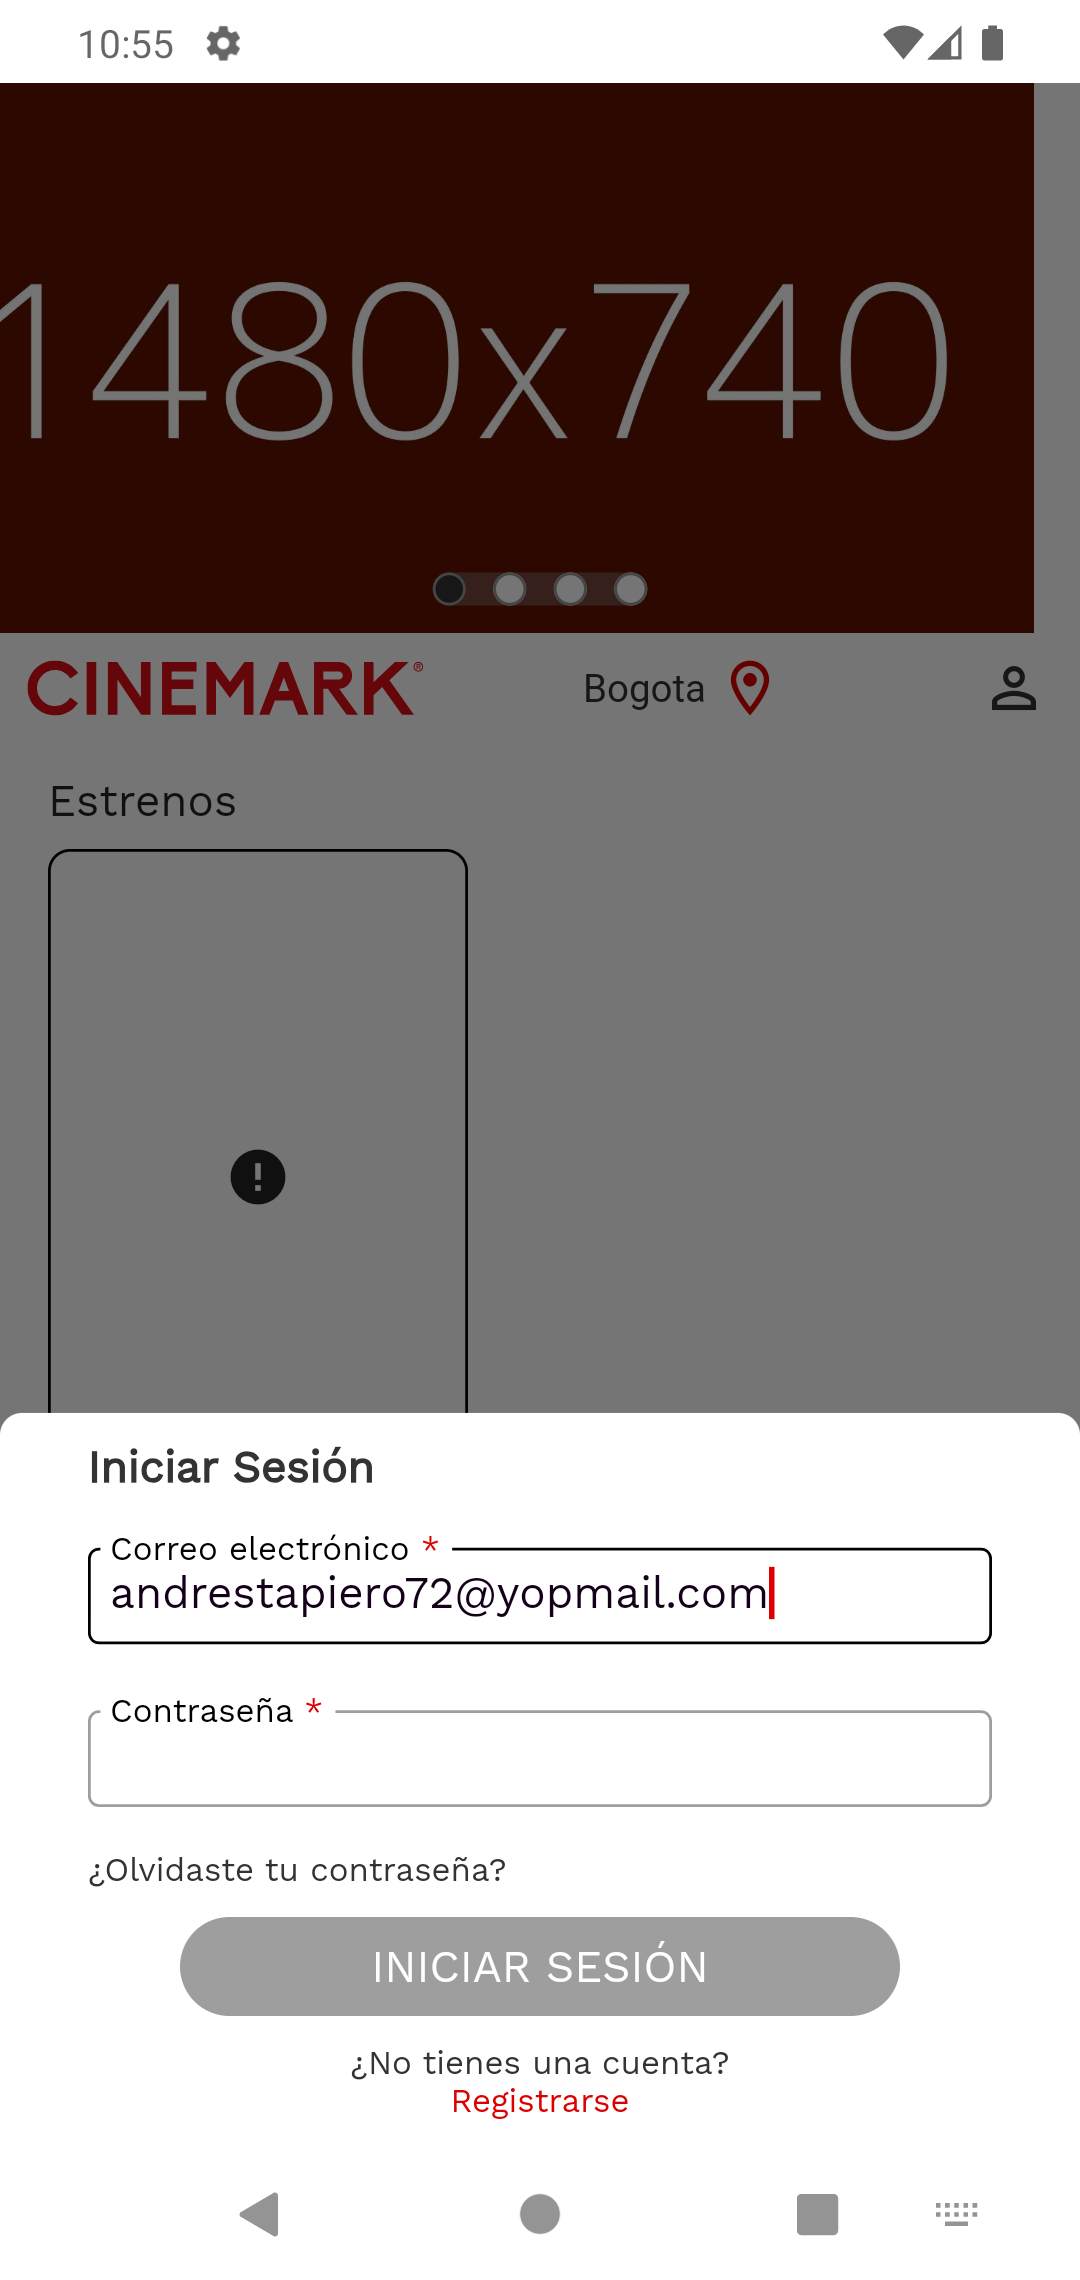 10:55
1480x740
CINEMARK®
Bogota
Estrenos
Iniciar Sesión
Correo electrónico *
andrestapiero72@yopmail.com
Contraseña *
¿Olvidaste tu contraseña?
INICIAR SESIÓN
¿No tienes una cuenta?
Registrarse